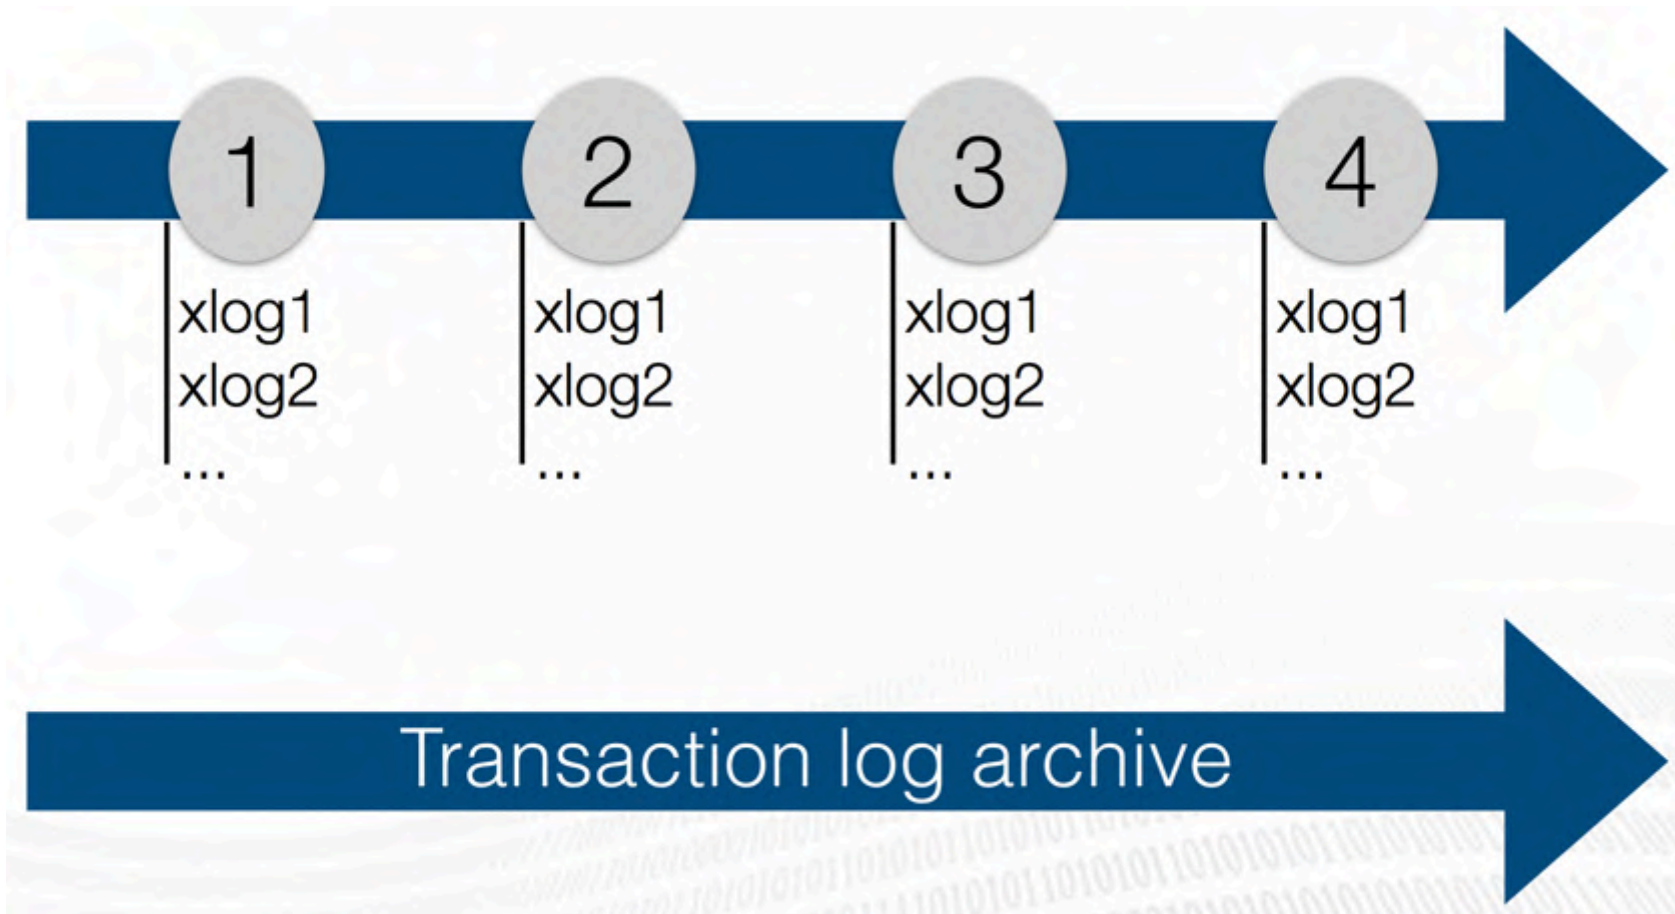 1 2 3 4
xlog1 xlog1 xlog1 xlog1
xlog2 xlog2 xlog2 xlog2
... ... ... ...
Transaction log archive